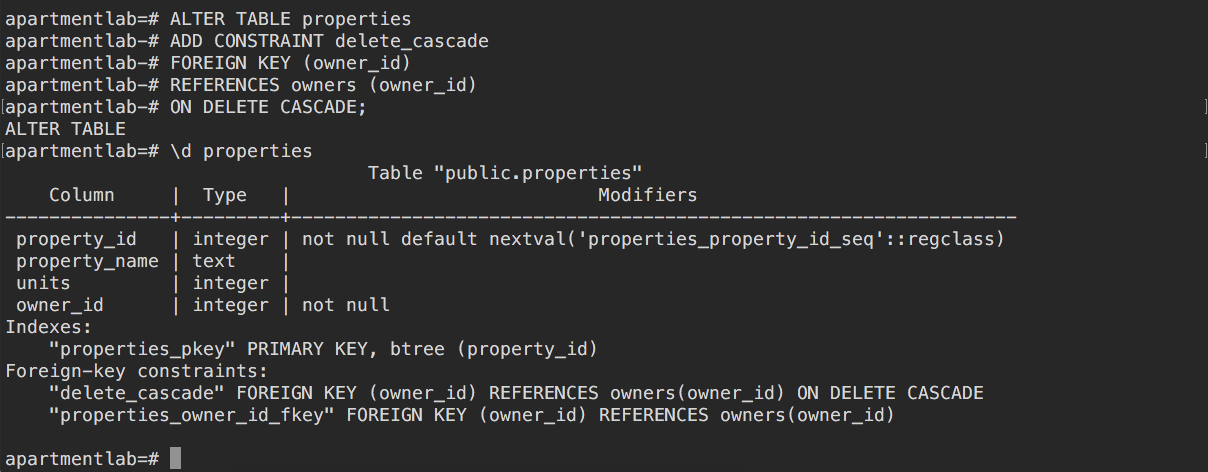 apartmentlab=# ALTER TABLE properties
apartmentlab-# ADD CONSTRAINT delete_cascade
apartmentlab-# FOREIGN KEY (owner_id)
apartmentlab-# REFERENCES owners (owner_id)
[apartmentlab-# ON DELETE CASCADE; ]
ALTER TABLE
[apartmentlab=# \d properties ]
                                 Table "public.properties"
    Column     |  Type   |                            Modifiers
---------------+---------+------------------------------------------------------------------
 property_id   | integer | not null default nextval('properties_property_id_seq'::regclass)
 property_name | text    |
 units         | integer |
 owner_id      | integer | not null
Indexes:
    "properties_pkey" PRIMARY KEY, btree (property_id)
Foreign-key constraints:
    "delete_cascade" FOREIGN KEY (owner_id) REFERENCES owners(owner_id) ON DELETE CASCADE
    "properties_owner_id_fkey" FOREIGN KEY (owner_id) REFERENCES owners(owner_id)
apartmentlab=#